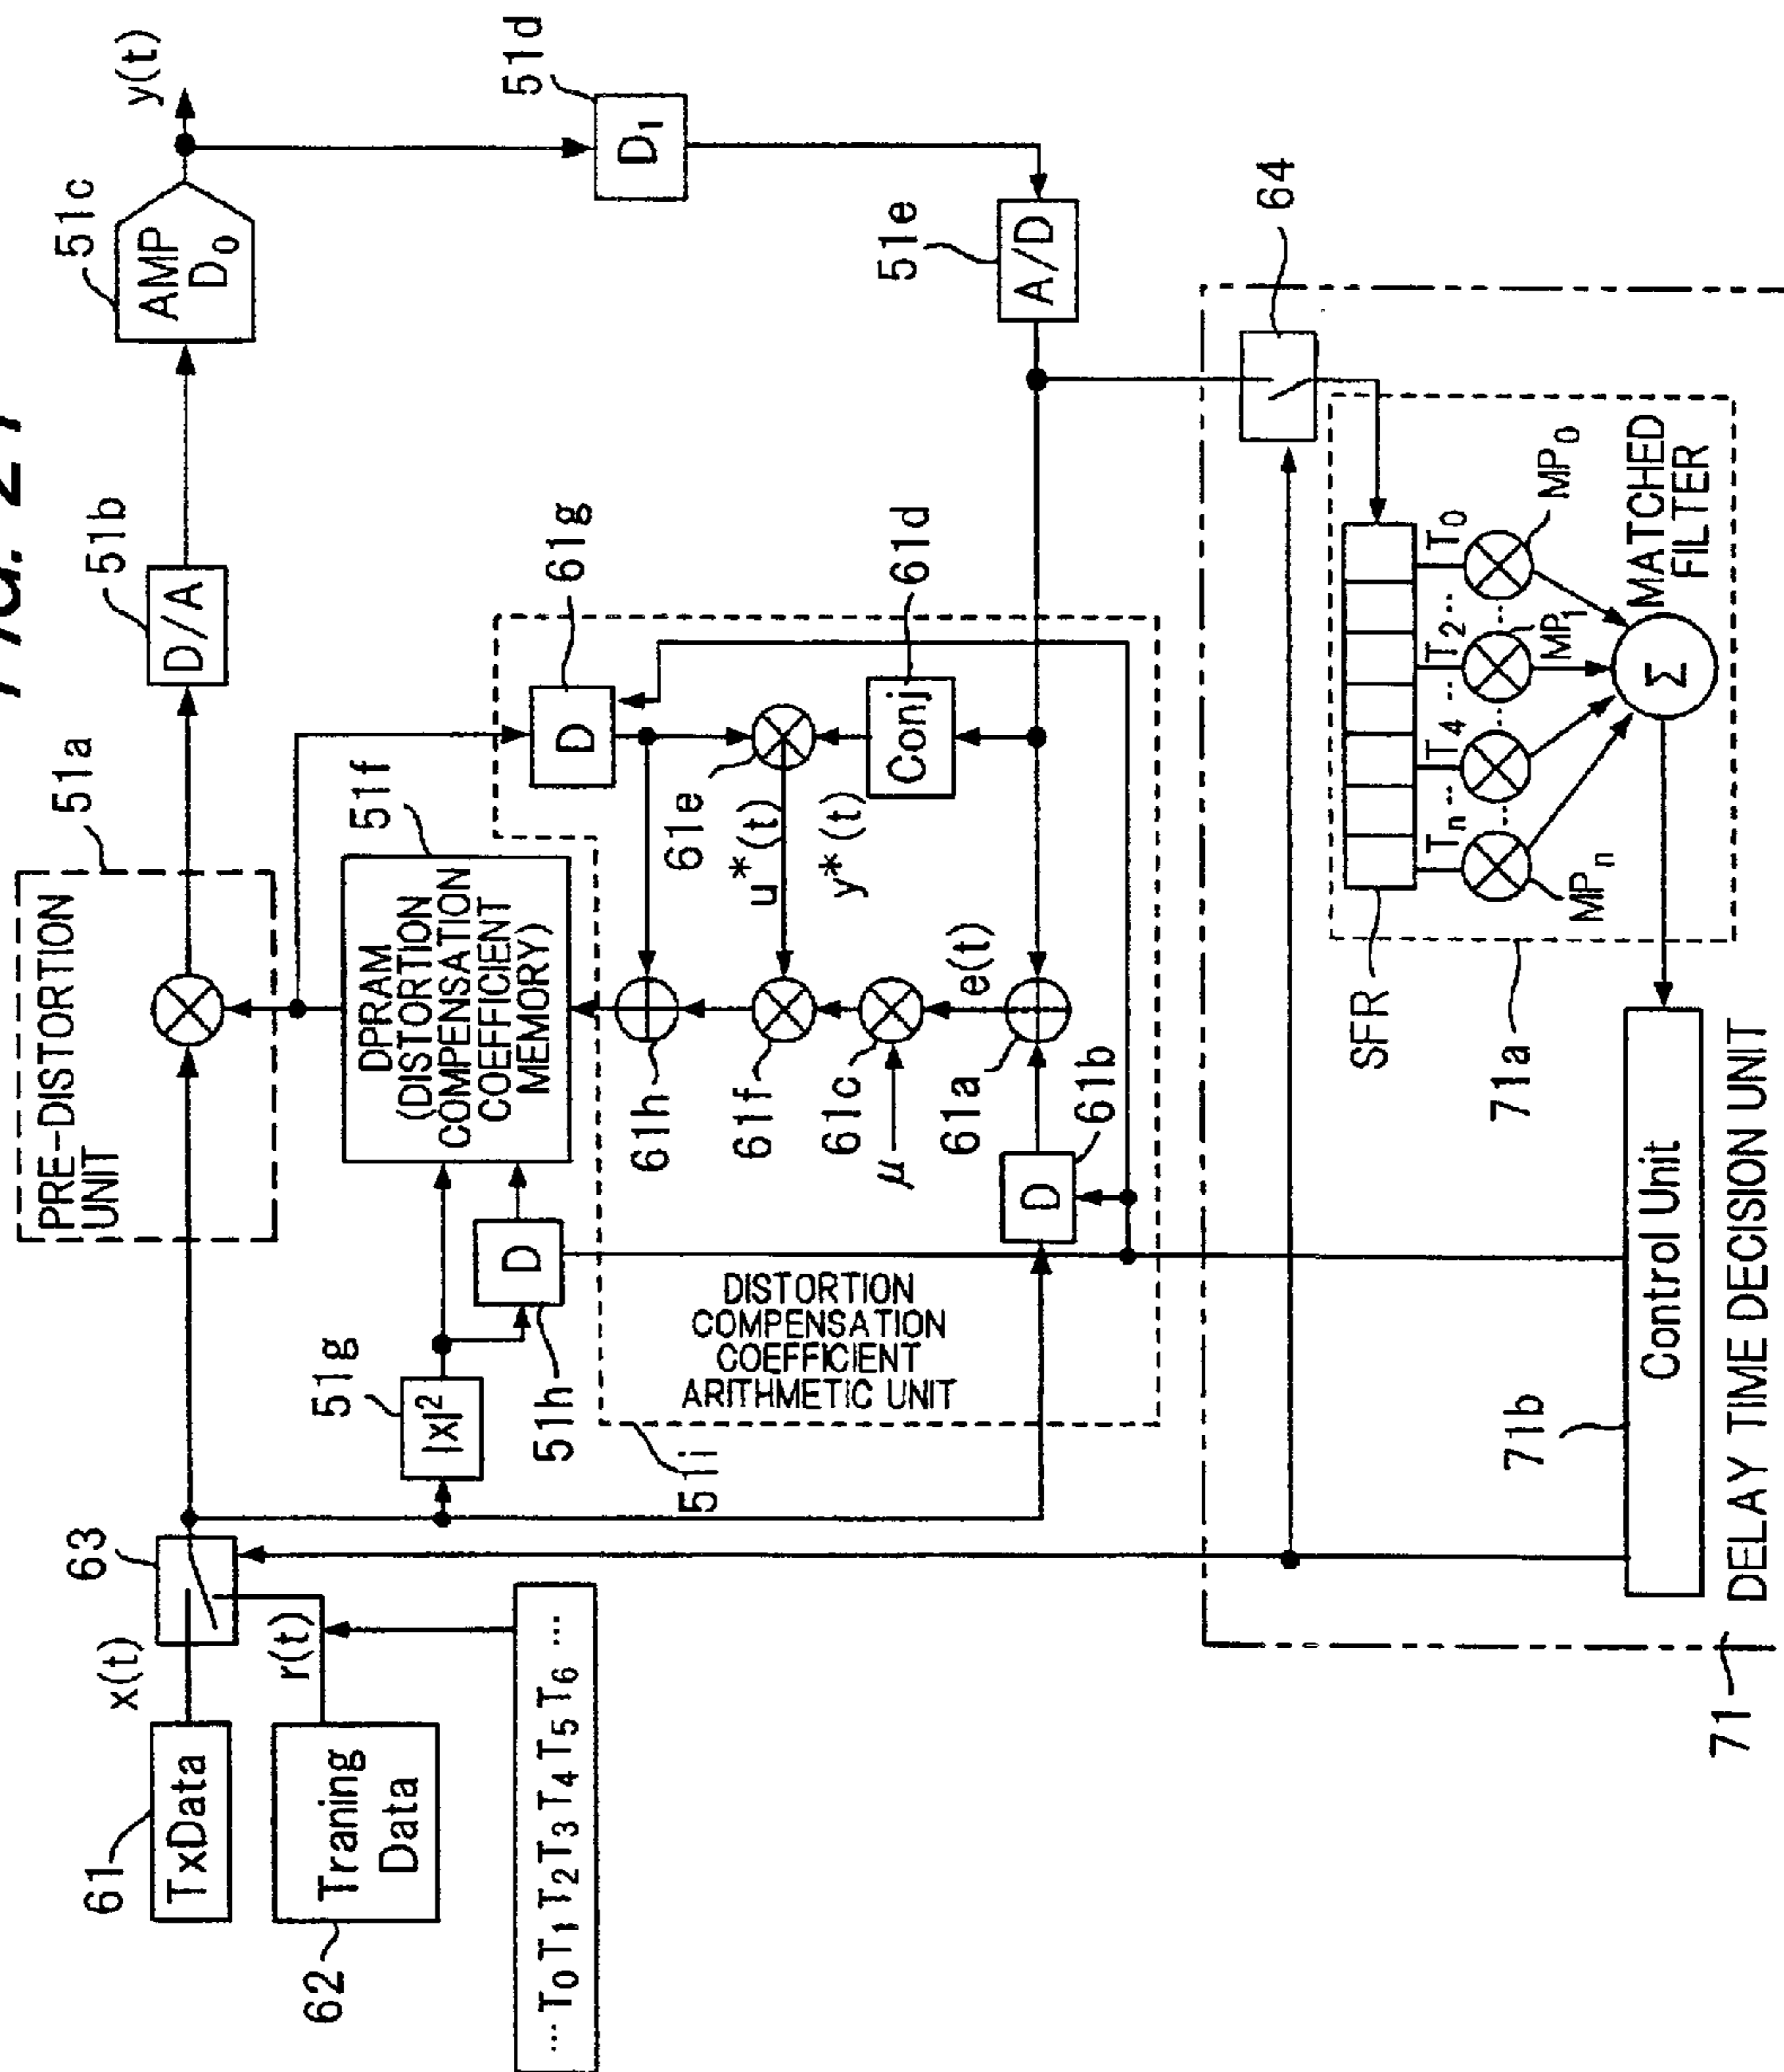 FIG. 21
61
TxData
x(t)
63
62
Traning
Data
r(t)
... T0 T1 T2 T3 T4 T5 T6 ...
PRE-DISTORTION
UNIT
51a
51b
D/A
51c
AMP
D0
y(t)
51d
D1
51e
A/D
51g
|x|²
51h
D
51f
DPRAM
(DISTORTION
COMPENSATION
COEFFICIENT
MEMORY)
61g
D
61h
61e
u*(t)
61f
y*(t)
Conj
61d
61c
μ
e(t)
61a
D
61b
DISTORTION
COMPENSATION
COEFFICIENT
ARITHMETIC UNIT
51i
64
SFR
Tn ... T4 ... T2 ... T0
MPn
MP1
MP0
Σ
MATCHED
FILTER
71a
71b
Control Unit
71
DELAY TIME DECISION UNIT